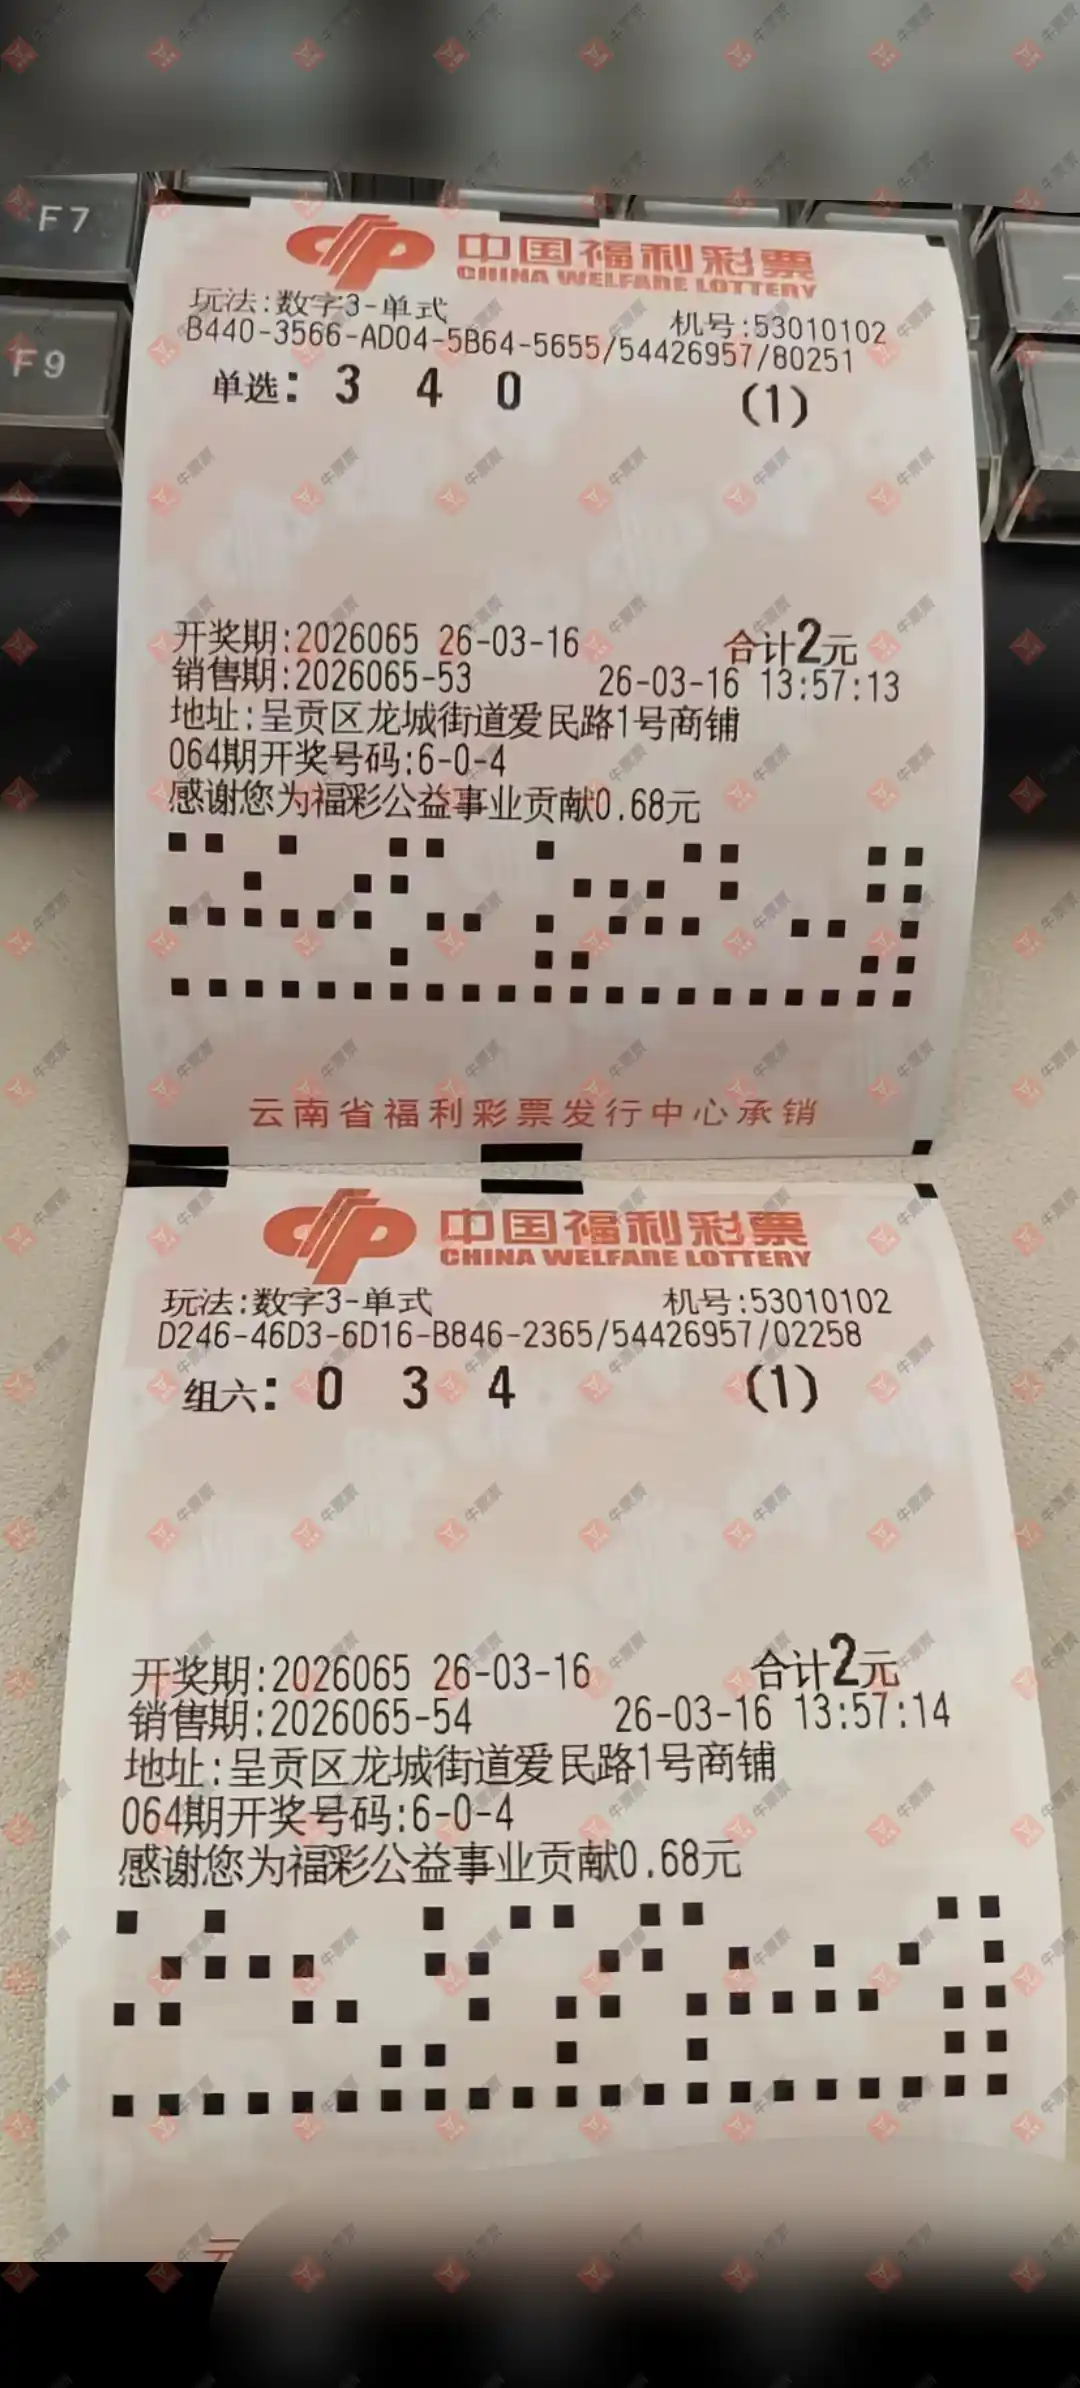 F7
F9
中国福利彩票
CHINA WELFARE LOTTERY
玩法:数字3-单式 机号:53010102
B440-3566-AD04-5B64-5655/54426957/80251
单选: 3 4 0 (1)
开奖期:2026065 26-03-16 合计2元
销售期:2026065-53 26-03-16 13:57:13
地址:呈贡区龙城街道爱民路1号商铺
064期开奖号码:6-0-4
感谢您为福彩公益事业贡献0.68元
云南省福利彩票发行中心承销
中国福利彩票
CHINA WELFARE LOTTERY
玩法:数字3-单式 机号:53010102
D246-46D3-6D16-B846-2365/54426957/02258
组六: 0 3 4 (1)
开奖期:2026065 26-03-16 合计2元
销售期:2026065-54 26-03-16 13:57:14
地址:呈贡区龙城街道爱民路1号商铺
064期开奖号码:6-0-4
感谢您为福彩公益事业贡献0.68元
牛票票